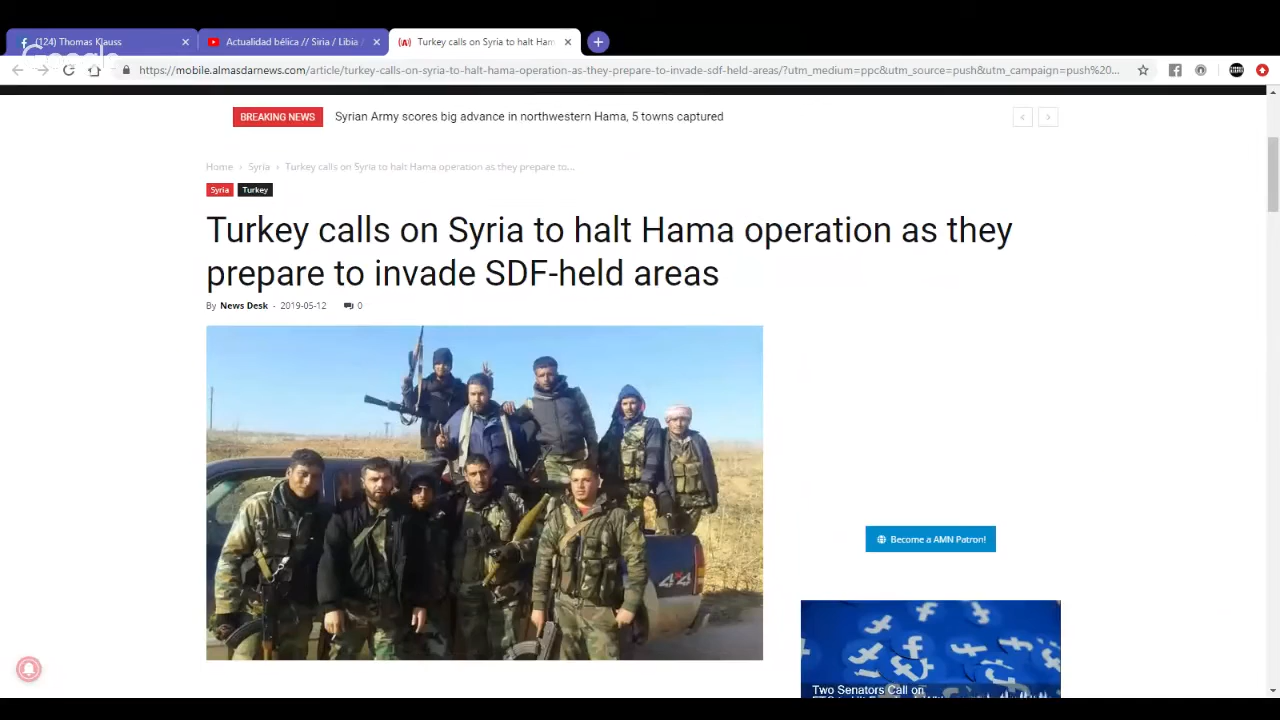 (124) Thomas Klauss
Actualidad bélica // Siria / Libia /
Turkey calls on Syria to halt Ham
Google
https://mobile.almasdarnews.com/article/turkey-calls-on-syria-to-halt-hama-operation-as-they-prepare-to-invade-sdf-held-areas/?utm_medium=ppc&utm_source=push&utm_campaign=push%20...
BREAKING NEWS
Syrian Army scores big advance in northwestern Hama, 5 towns captured
Home › Syria › Turkey calls on Syria to halt Hama operation as they prepare to...
Syria Turkey
Turkey calls on Syria to halt Hama operation as they
prepare to invade SDF-held areas
By News Desk - 2019-05-12 0
4x4
Become a AMN Patron!
Two Senators Call on